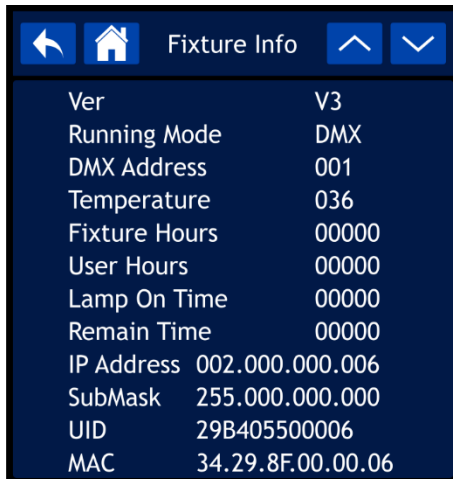 Fixture Info
Ver V3
Running Mode DMX
DMX Address 001
Temperature 036
Fixture Hours 00000
User Hours 00000
Lamp On Time 00000
Remain Time 00000
IP Address 002.000.000.006
SubMask 255.000.000.000
UID 29B405500006
MAC 34.29.8F.00.00.06